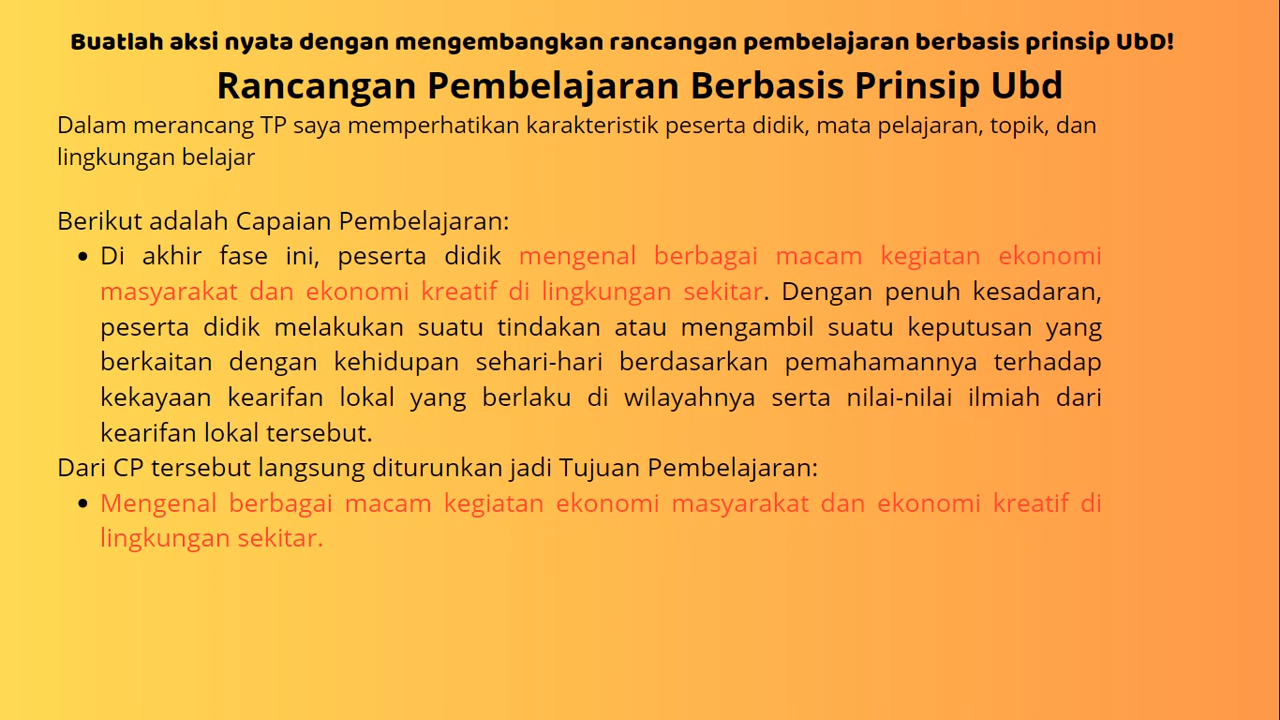 Buatlah aksi nyata dengan mengembangkan rancangan pembelajaran berbasis prinsip UbD!
Rancangan Pembelajaran Berbasis Prinsip Ubd
Dalam merancang TP saya memperhatikan karakteristik peserta didik, mata pelajaran, topik, dan
lingkungan belajar
Berikut adalah Capaian Pembelajaran:
• Di akhir fase ini, peserta didik mengenal berbagai macam kegiatan ekonomi
masyarakat dan ekonomi kreatif di lingkungan sekitar. Dengan penuh kesadaran,
peserta didik melakukan suatu tindakan atau mengambil suatu keputusan yang
berkaitan dengan kehidupan sehari-hari berdasarkan pemahamannya terhadap
kekayaan kearifan lokal yang berlaku di wilayahnya serta nilai-nilai ilmiah dari
kearifan lokal tersebut.
Dari CP tersebut langsung diturunkan jadi Tujuan Pembelajaran:
• Mengenal berbagai macam kegiatan ekonomi masyarakat dan ekonomi kreatif di
lingkungan sekitar.